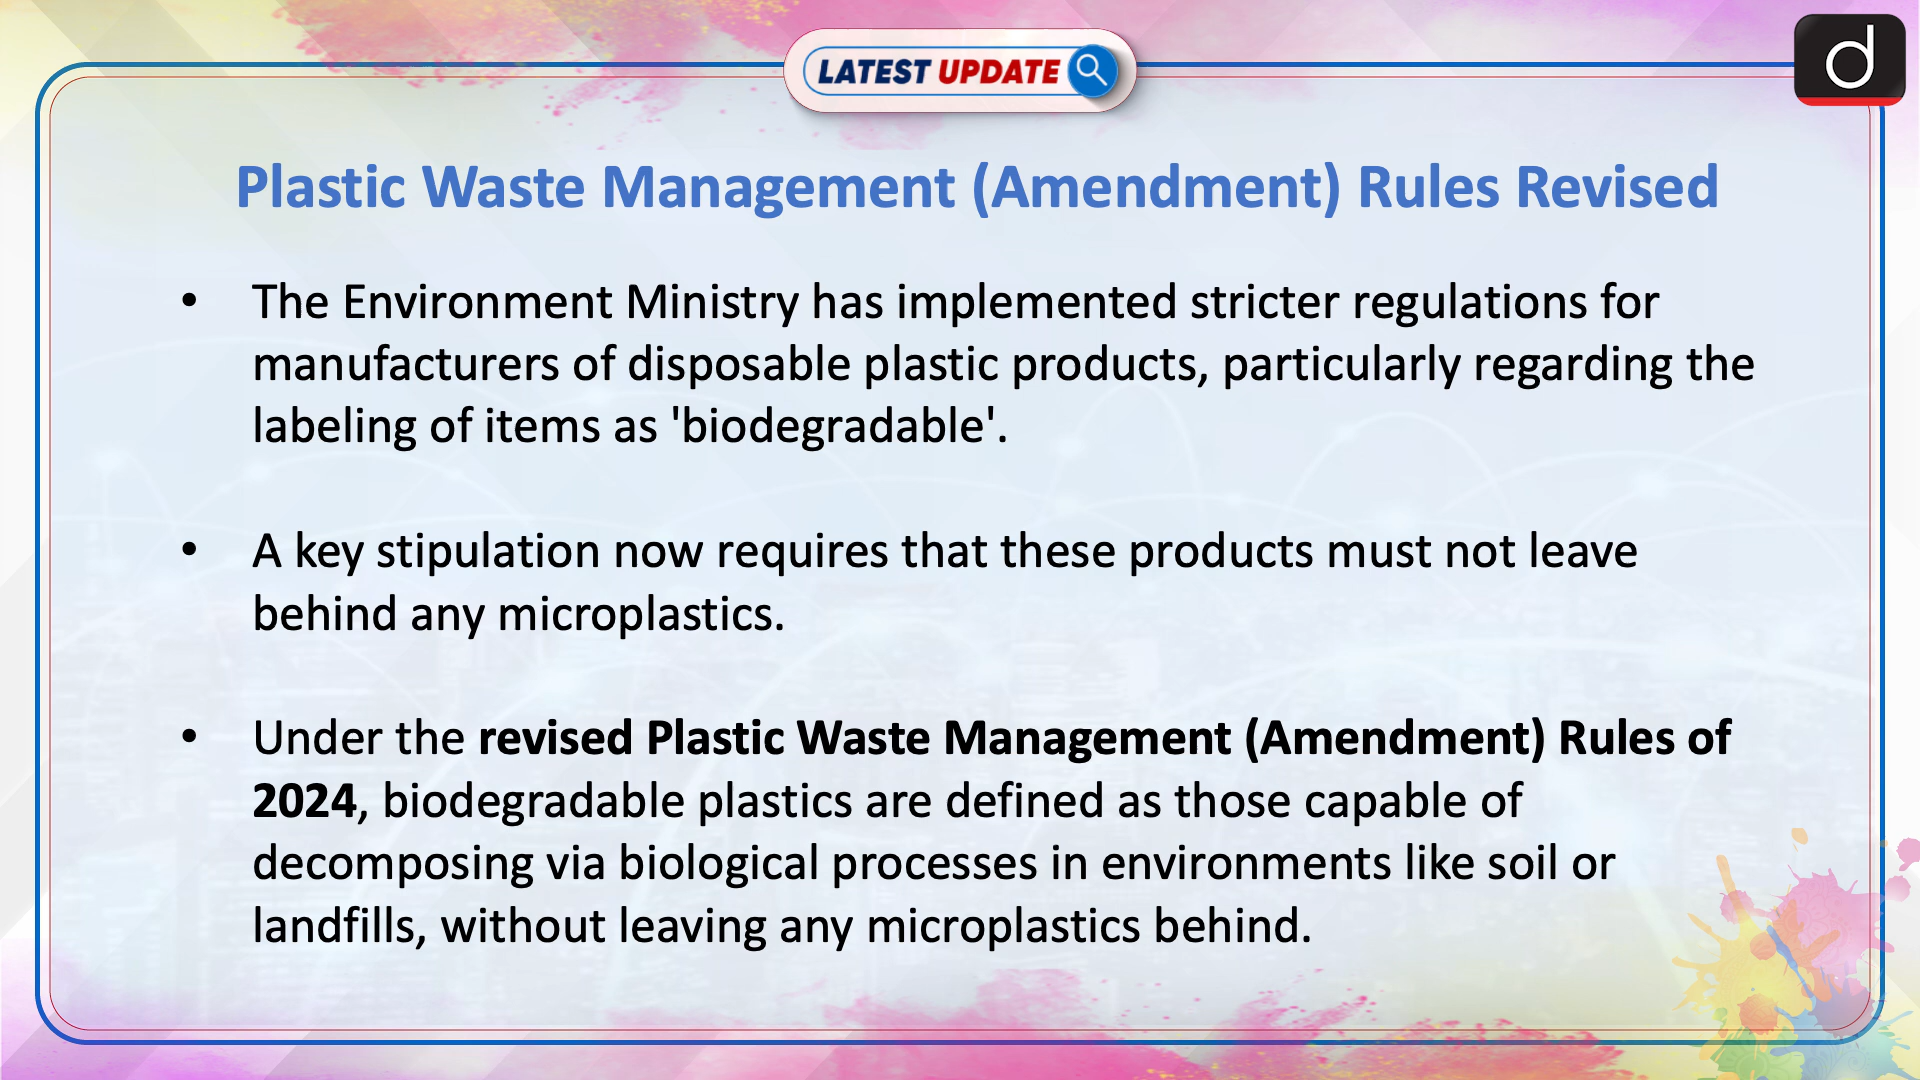 LATEST UPDATE
d
Plastic Waste Management (Amendment) Rules Revised
• The Environment Ministry has implemented stricter regulations for
manufacturers of disposable plastic products, particularly regarding the
labeling of items as 'biodegradable'.
• A key stipulation now requires that these products must not leave
behind any microplastics.
• Under the revised Plastic Waste Management (Amendment) Rules of
2024, biodegradable plastics are defined as those capable of
decomposing via biological processes in environments like soil or
landfills, without leaving any microplastics behind.